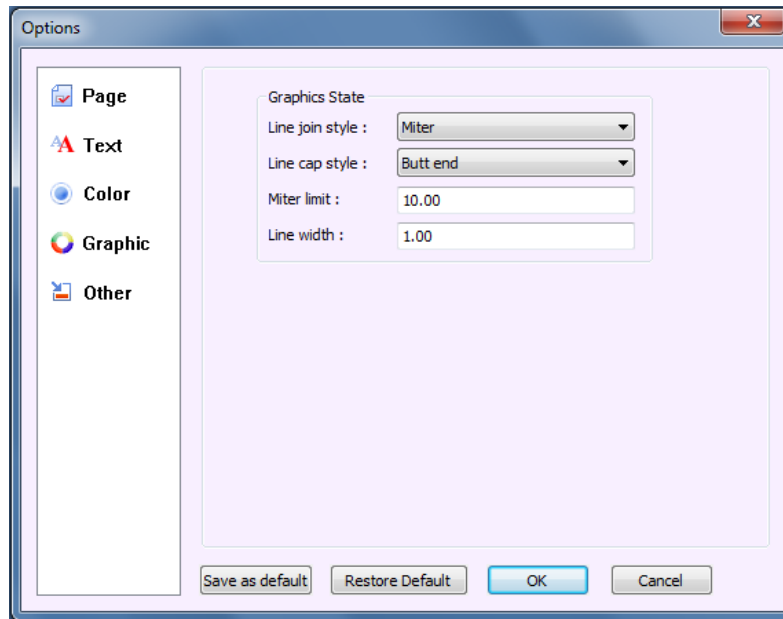 Options
Page
Text
Color
Graphic
Other
Graphics State
Line join style : Miter
Line cap style : Butt end
Miter limit : 10.00
Line width : 1.00
Save as default Restore Default OK Cancel